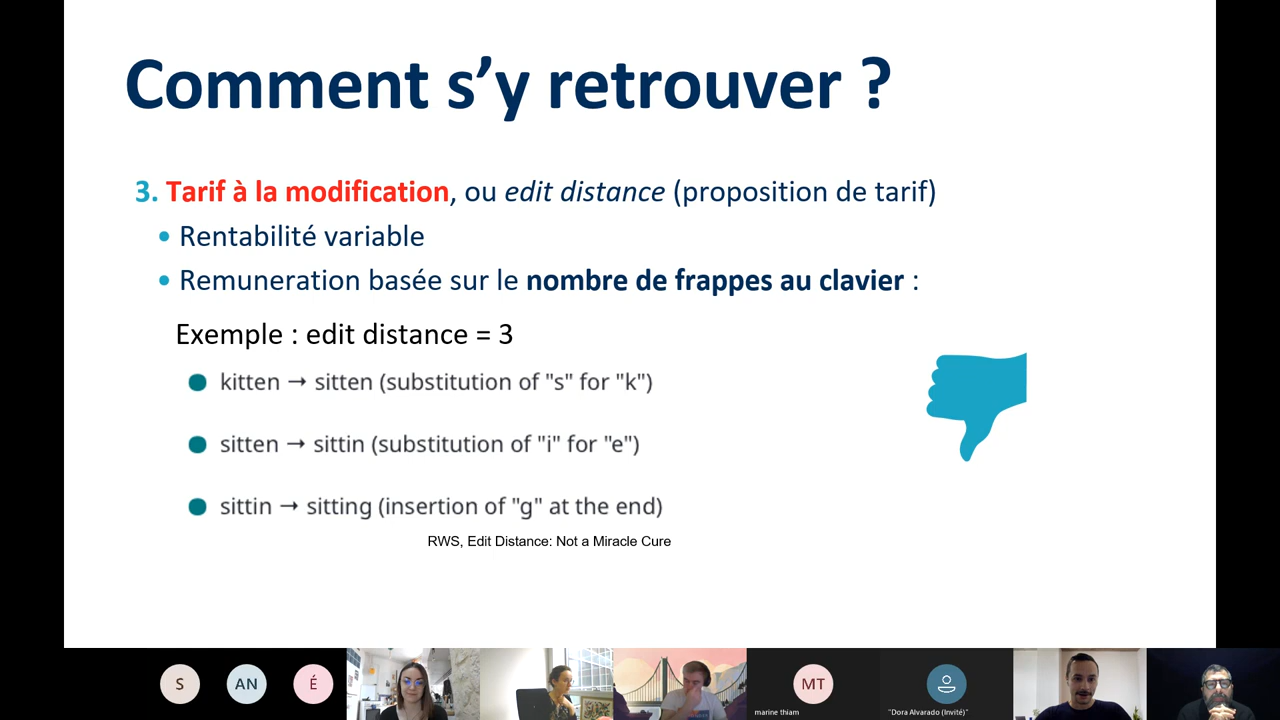 Comment s’y retrouver ?
3. Tarif à la modification, ou edit distance (proposition de tarif)
• Rentabilité variable
• Remuneration basée sur le nombre de frappes au clavier :
Exemple : edit distance = 3
● kitten → sitten (substitution of "s" for "k")
● sitten → sittin (substitution of "i" for "e")
● sittin → sitting (insertion of "g" at the end)
RWS, Edit Distance: Not a Miracle Cure
S
AN
É
MT
marine thiam
"Dora Alvarado (Invité)"